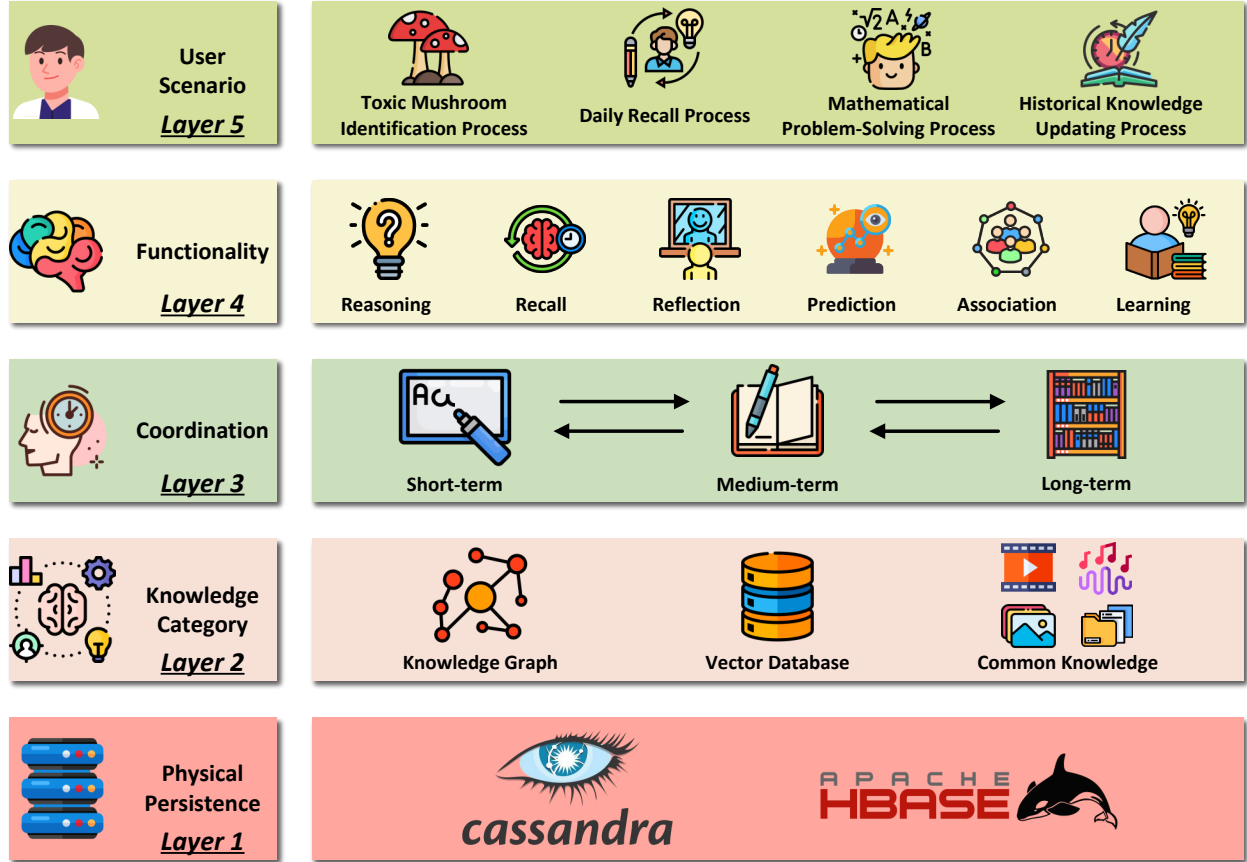 User
Scenario
Layer 5
Toxic Mushroom
Identification Process
Daily Recall Process
√2 A
B
Mathematical
Problem-Solving Process
Historical Knowledge
Updating Process
Functionality
Layer 4
?
Reasoning
Recall
Reflection
Prediction
Association
Learning
Coordination
Layer 3
Aa
Short-term
Medium-term
Long-term
Knowledge
Category
Layer 2
Knowledge Graph
Vector Database
Common Knowledge
Physical
Persistence
Layer 1
cassandra
APACHE
HBASE